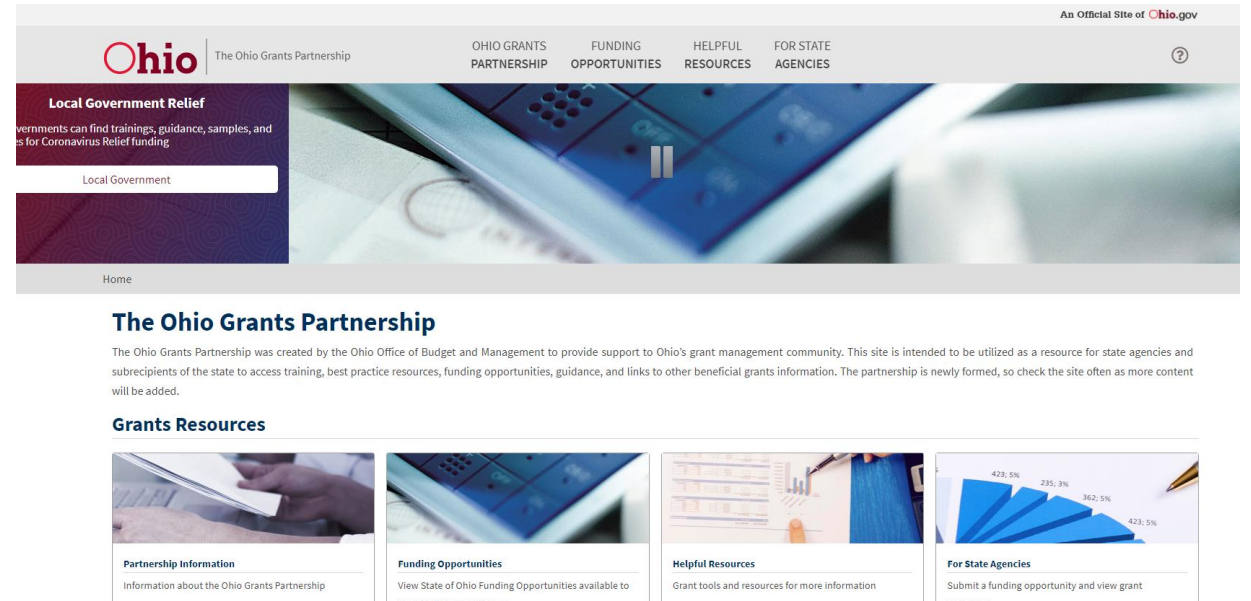 An Official Site of Ohio.gov
Ohio
The Ohio Grants Partnership
OHIO GRANTS
PARTNERSHIP
FUNDING
OPPORTUNITIES
HELPFUL
RESOURCES
FOR STATE
AGENCIES
?
Local Government Relief
vernments can find trainings, guidance, samples, and
es for Coronavirus Relief funding
Local Government
Home
The Ohio Grants Partnership
The Ohio Grants Partnership was created by the Ohio Office of Budget and Management to provide support to Ohio's grant management community. This site is intended to be utilized as a resource for state agencies and
subrecipients of the state to access training, best practice resources, funding opportunities, guidance, and links to other beneficial grants information. The partnership is newly formed, so check the site often as more content
will be added.
Grants Resources
423; 5%
235; 3%
362; 5%
423; 5%
Partnership Information
Information about the Ohio Grants Partnership
Funding Opportunities
View State of Ohio Funding Opportunities available to
Helpful Resources
Grant tools and resources for more information
For State Agencies
Submit a funding opportunity and view grant